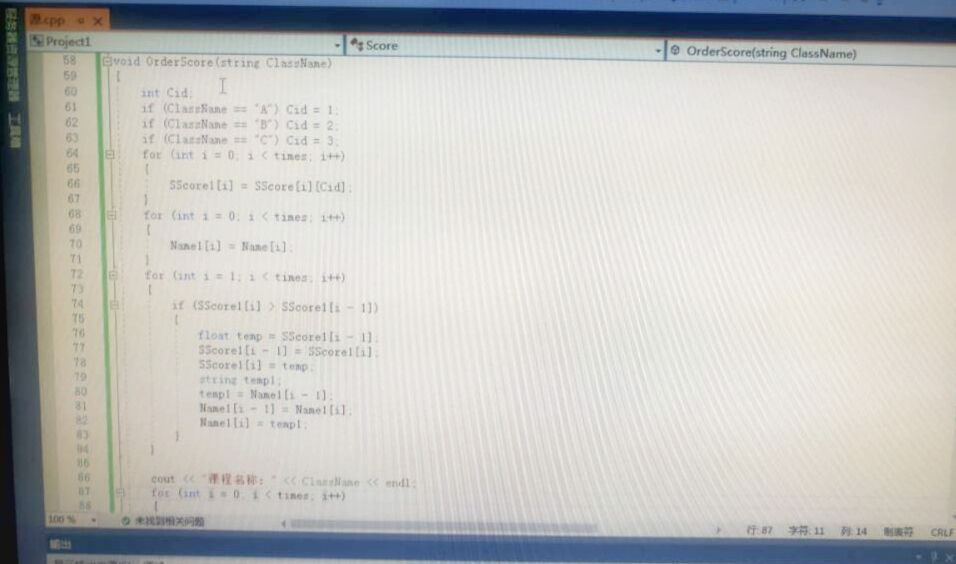 源.cpp
Project1
Score
OrderScore(string ClassName)
工具箱
58 void OrderScore(string ClassName)
59 {
60 int Cid;
61 if (ClassName == "A") Cid = 1;
62 if (ClassName == "B") Cid = 2;
63 if (ClassName == "C") Cid = 3;
64 for (int i = 0; i < times; i++)
65 {
66 SScore1[i] = SScore[i][Cid];
67 }
68 for (int i = 0; i < times; i++)
69 {
70 Name1[i] = Name[i];
71 }
72 for (int i = 1; i < times; i++)
73 {
74 if (SScore1[i] > SScore1[i - 1])
75 {
76 float temp = SScore1[i - 1];
77 SScore1[i - 1] = SScore1[i];
78 SScore1[i] = temp;
79 string temp1;
80 temp1 = Name1[i - 1];
81 Name1[i - 1] = Name1[i];
82 Name1[i] = temp1;
83 }
84 }
85
86 cout << "课程名称：" << ClassName << endl;
87 for (int i = 0; i < times; i++)
88 {
100 %
未找到相关问题
行: 87
字符: 11
列: 14
制表符
CRLF
输出